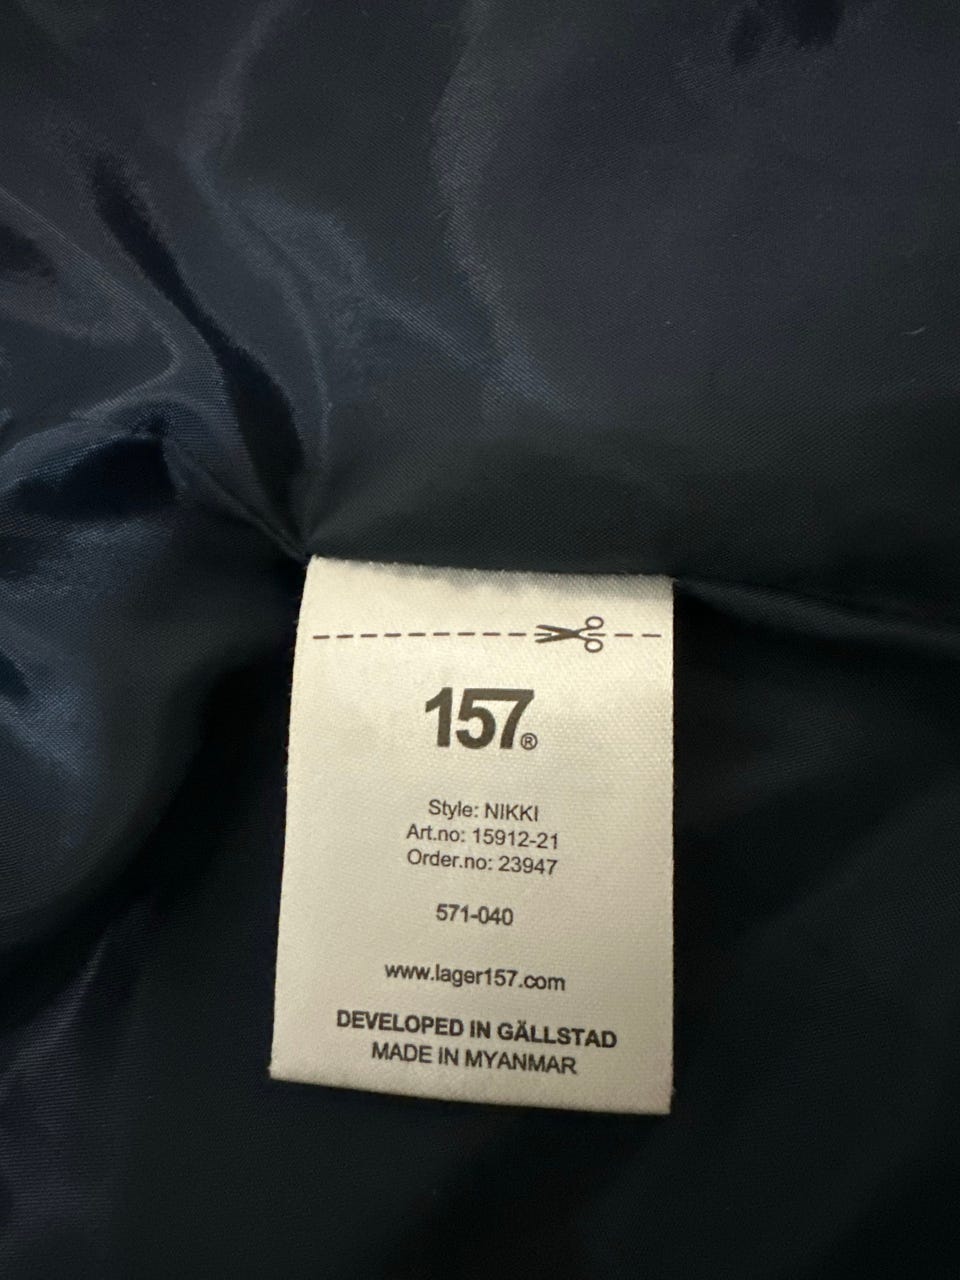 157®
Style: NIKKI
Art.no: 15912-21
Order.no: 23947
571-040
www.lager157.com
DEVELOPED IN GÄLLSTAD
MADE IN MYANMAR